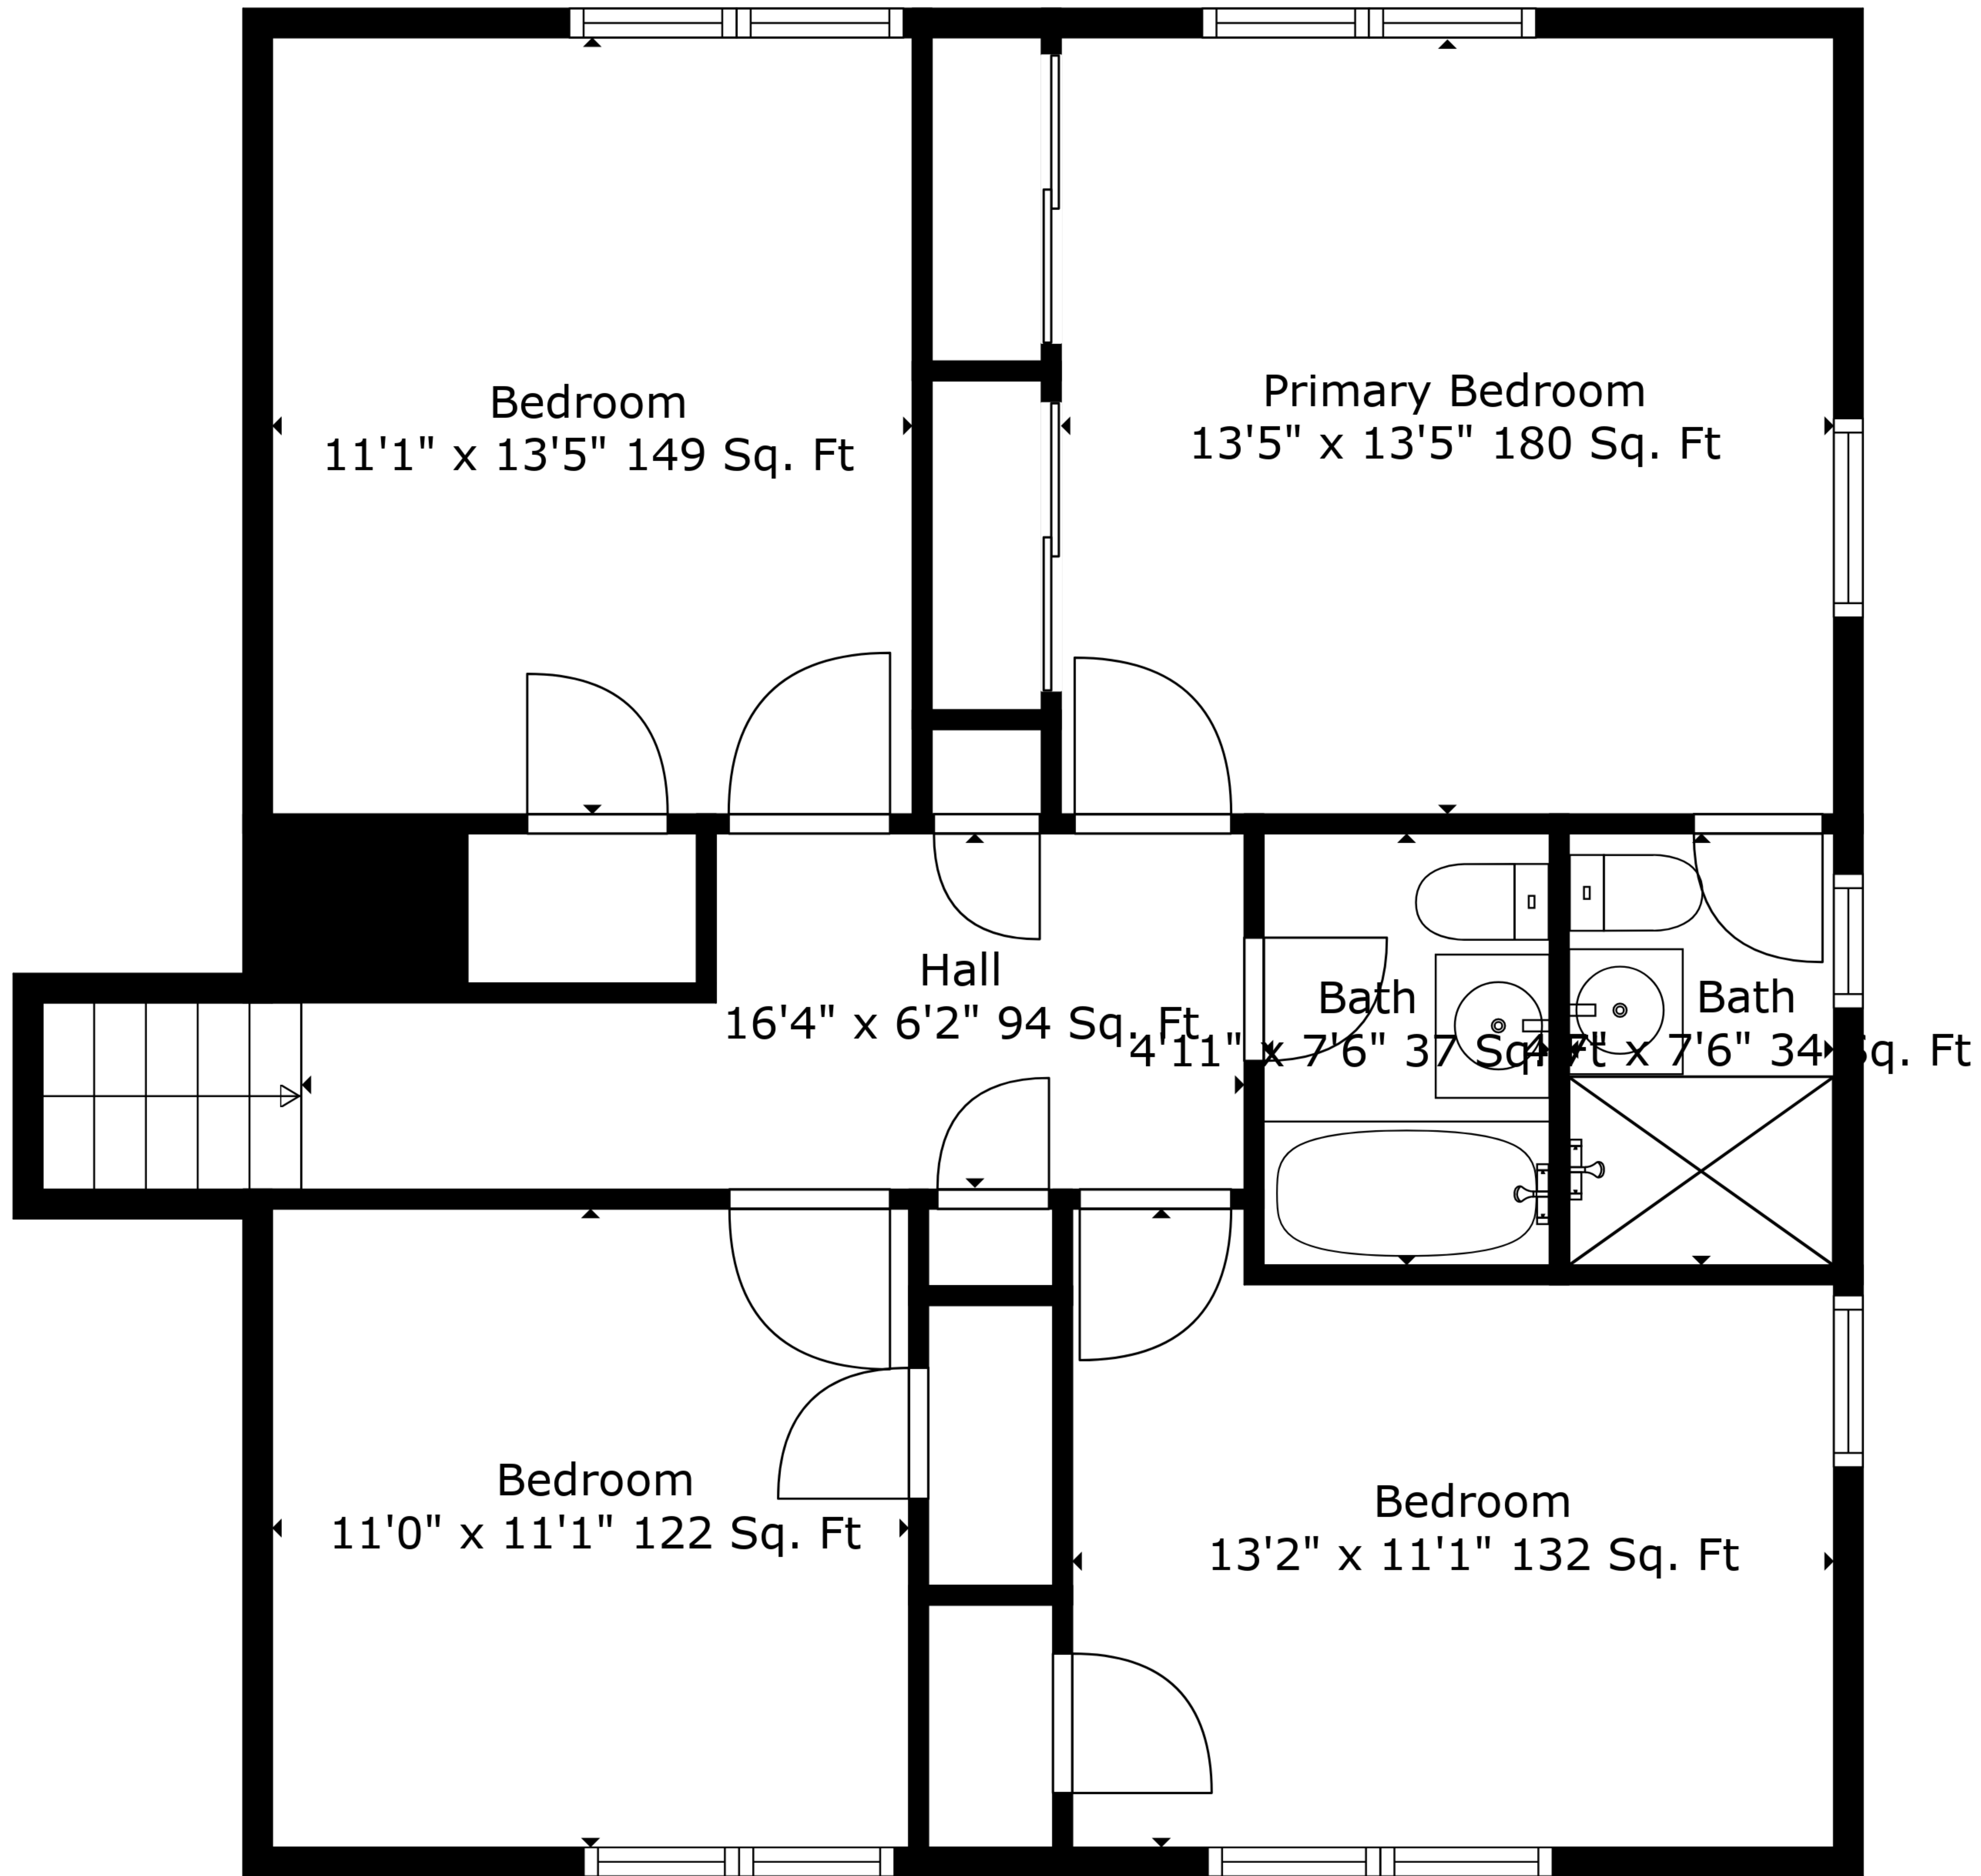 Bedroom
11'1" x 13'5" 149 Sq. Ft
Primary Bedroom
13'5" x 13'5" 180 Sq. Ft
Hall
16'4" x 6'2" 94 Sq. Ft
Bath
4'11" x 7'6" 37 Sq. Ft
Bath
x 7'6" 34 Sq. Ft
Bedroom
11'0" x 11'1" 122 Sq. Ft
Bedroom
13'2" x 11'1" 132 Sq. Ft